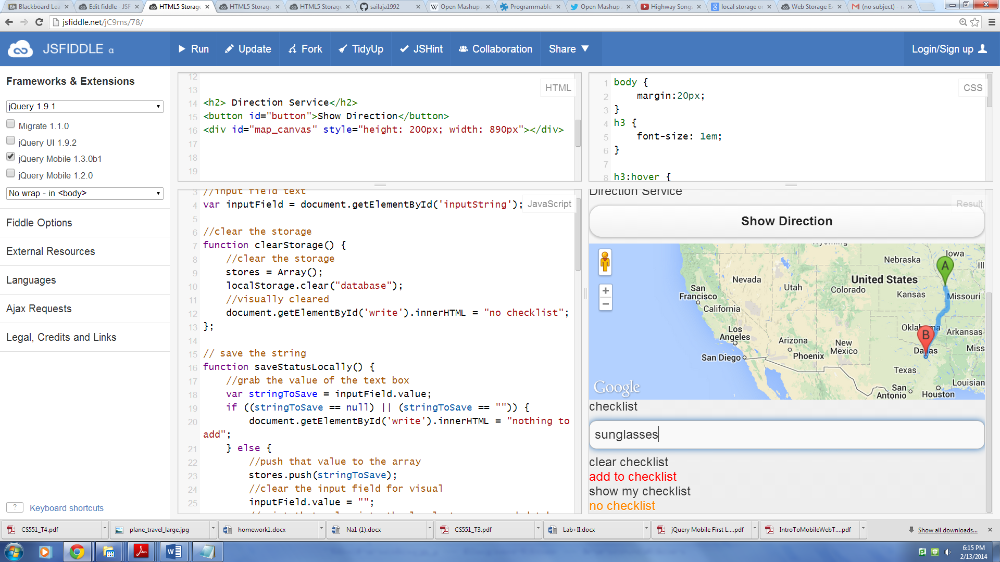 Blackboard Lea
Edit fiddle - JSF
HTML5 Storage
HTML5 Storage
HTML5 Storage
sailaja1992
Open Mashup
Programmable
Open Mashup
Highway Song
local storage or
Web Storage E
(no subject) - r
jsfiddle.net/jC9ms/78/
JSFIDDLE α
Run
Update
Fork
TidyUp
JSHint
Collaboration
Share
Login/Sign up
Frameworks & Extensions
jQuery 1.9.1
Migrate 1.1.0
jQuery UI 1.9.2
jQuery Mobile 1.3.0b1
jQuery Mobile 1.2.0
No wrap - in <body>
Fiddle Options
External Resources
Languages
Ajax Requests
Legal, Credits and Links
? Keyboard shortcuts
HTML
12
13
14 <h2> Direction Service</h2>
15 <button id="button">Show Direction</button>
16 <div id="map_canvas" style="height: 200px; width: 890px"></div>
17
18
19
CSS
1 body {
2 margin:20px;
3 }
4 h3 {
5 font-size: 1em;
6 }
7
8 h3:hover {
JavaScript
3 //input field text
4 var inputField = document.getElementById('inputString');
5
6 //clear the storage
7 function clearStorage() {
8 //clear the storage
9 stores = Array();
10 localStorage.clear("database");
11 //visually cleared
12 document.getElementById('write').innerHTML = "no checklist";
13 };
14
15 // save the string
16 function saveStatusLocally() {
17 //grab the value of the text box
18 var stringToSave = inputField.value;
19 if ((stringToSave == null) || (stringToSave == "")) {
20 document.getElementById('write').innerHTML = "nothing to
add";
21 } else {
22 //push that value to the array
23 stores.push(stringToSave);
24 //clear the input field for visual
25 inputField.value = "";
Direction Service
Result
Show Direction
Wyoming
Iowa
Nebraska
Ill
A
Nevada
United States
San
Francisco
Utah
Colorado
Kansas
Missouri
California
Oklahoma
Los
Angeles
B
Arkansas
Arizona
New
Mexico
Miss
Dallas
San Diego
Phoenix
Texas
Louisian
San
Antonio
Houston
Google
checklist
sunglasses
clear checklist
add to checklist
show my checklist
no checklist
CS551_T4.pdf
plane_travel_large.jpg
homework1.docx
Na1 (1).docx
CS551_T3.pdf
Lab+II.docx
jQuery Mobile First L....pdf
IntroToMobileWebT....pdf
Show all downloads...
6:15 PM
2/13/2014